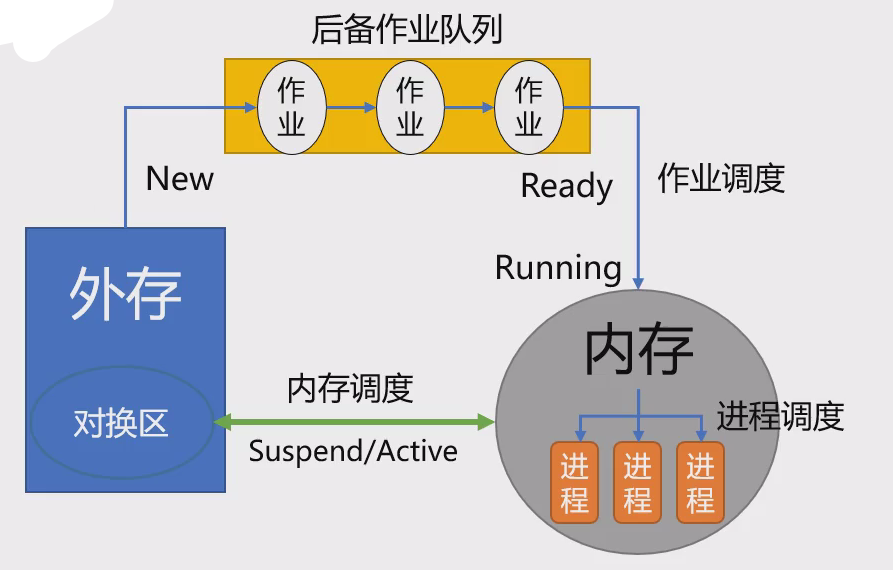 后备作业队列
作业
作业
作业
New
Ready
作业调度
Running
外存
内存
内存调度
对换区
进程调度
Suspend/Active
进程
进程
进程